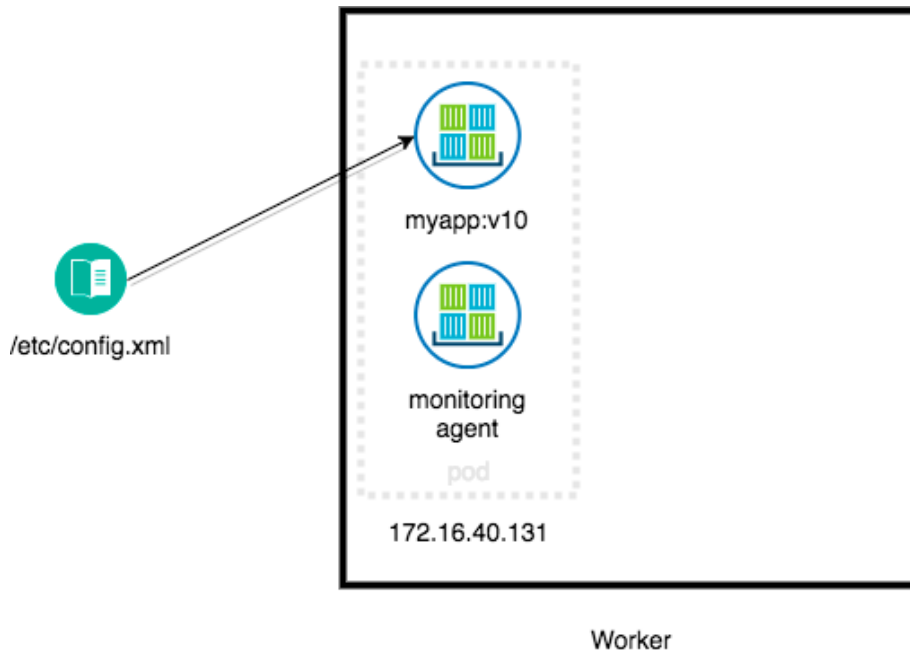 myapp:v10
/etc/config.xml
monitoring
agent
pod
172.16.40.131
Worker